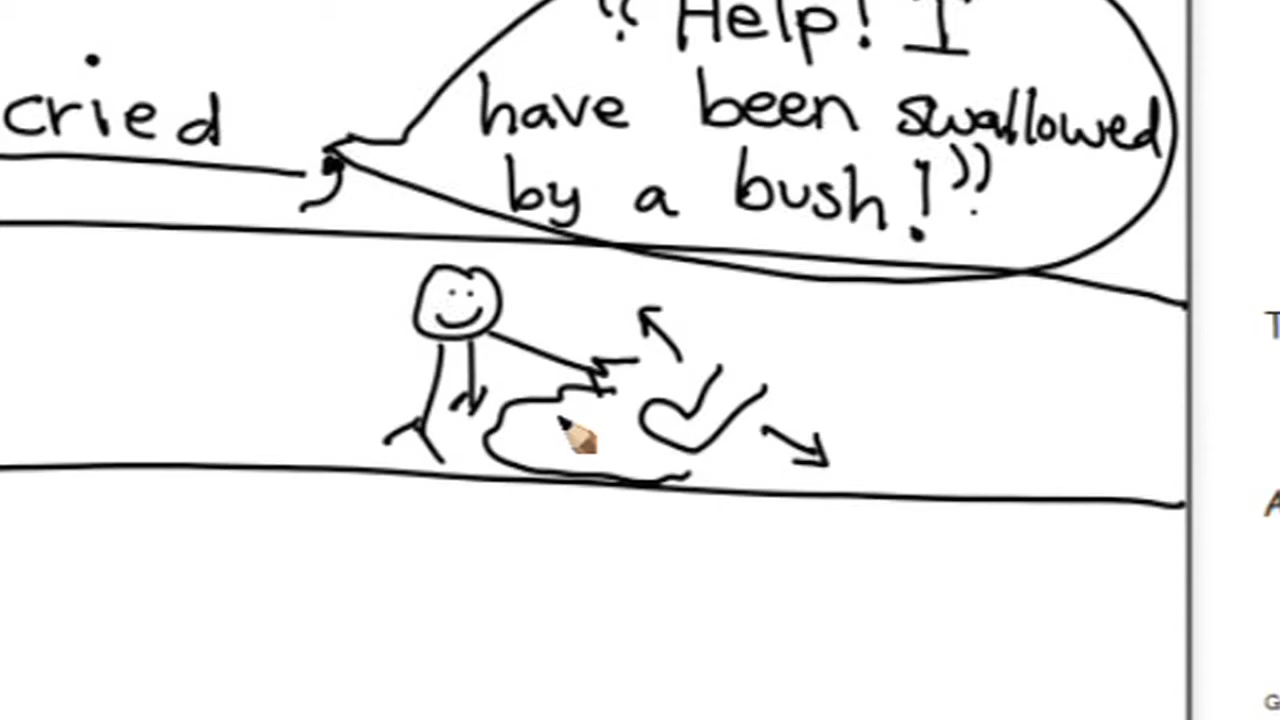 "Help! I
cried, have been swallowed
by a bush!"
T
A
G